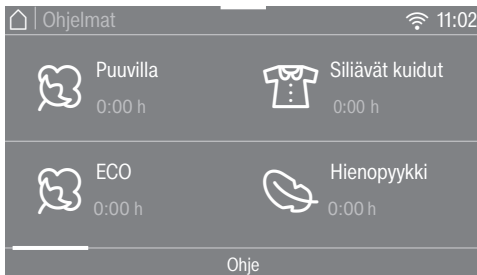 Ohjelmat 11:02
Puuvilla
0:00 h
Siliävät kuidut
0:00 h
ECO
0:00 h
Hienopyykki
0:00 h
Ohje